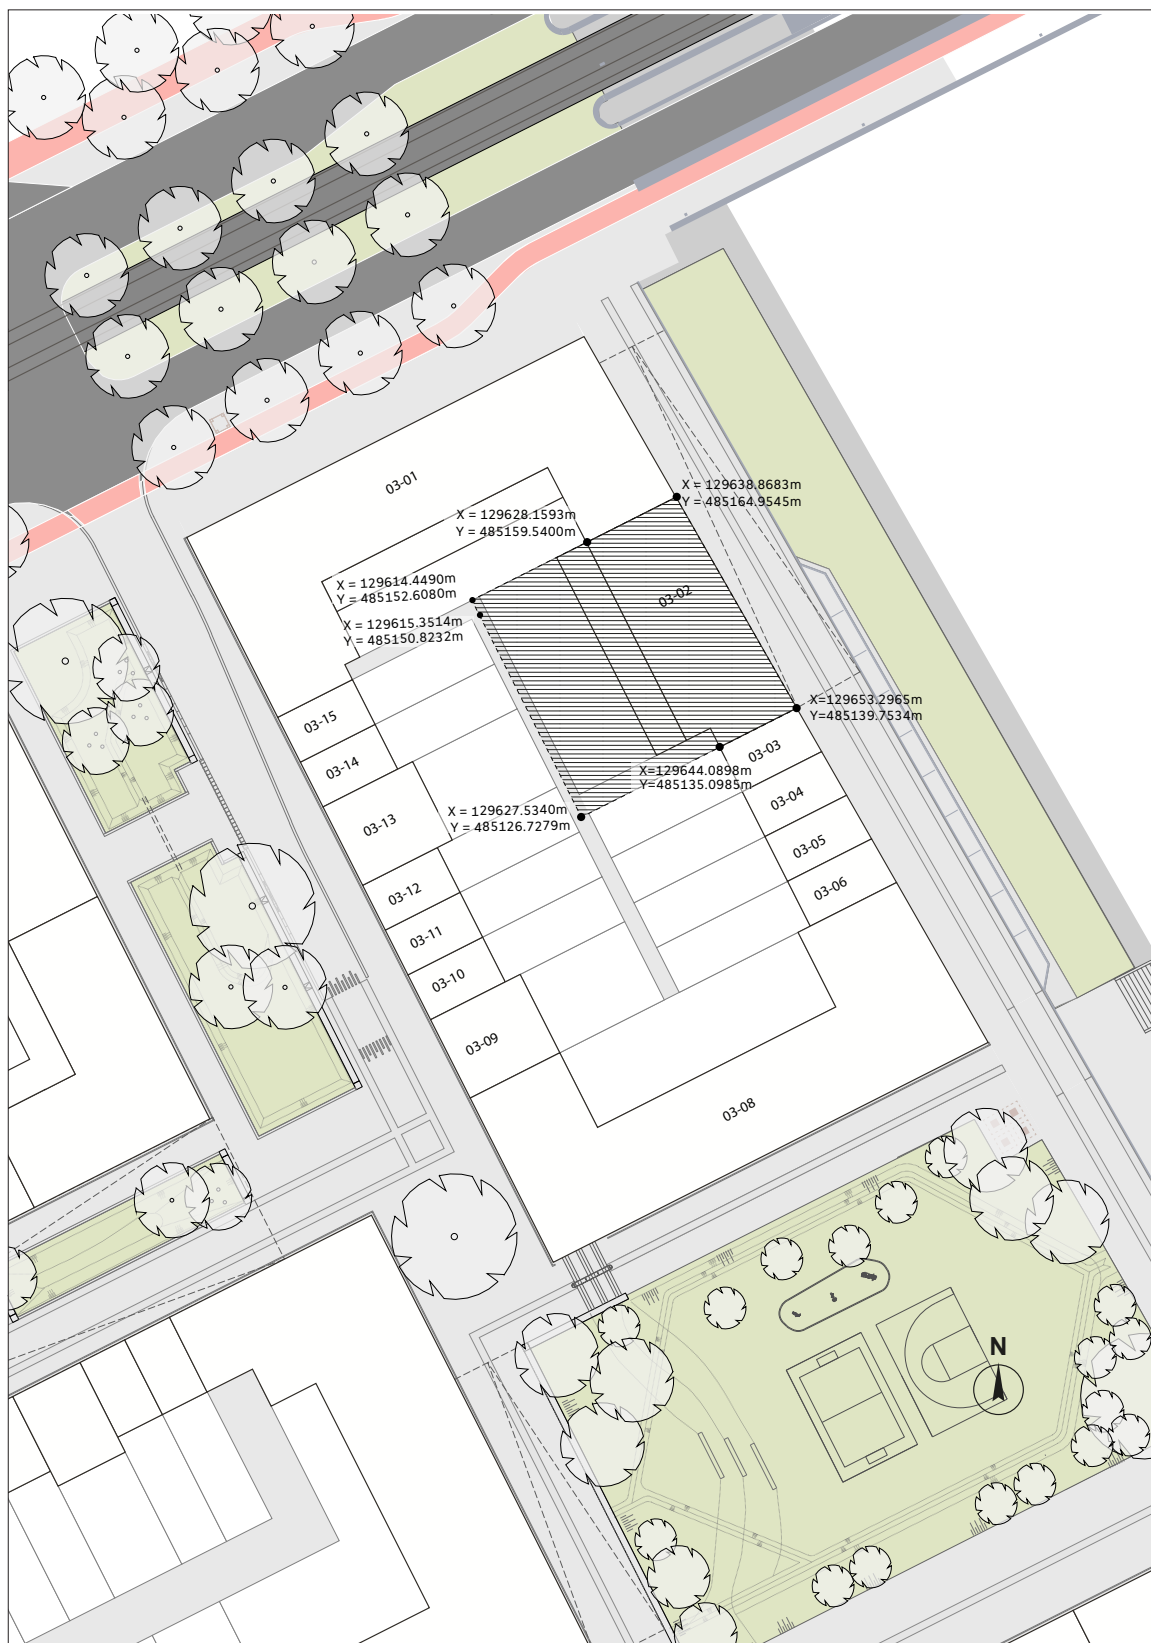 03-01
X = 129638.8683m
Y = 485164.9545m
X = 129628.1593m
Y = 485159.5400m
X = 129614.4490m
Y = 485152.6080m
03-02
X = 129615.3514m
Y = 485150.8232m
X=129653.2965m
Y=485139.7534m
03-15
03-03
03-14
X=129644.0898m
Y=485135.0985m
03-04
X = 129627.5340m
Y = 485126.7279m
03-13
03-05
03-12
03-06
03-11
03-10
03-09
03-08
N